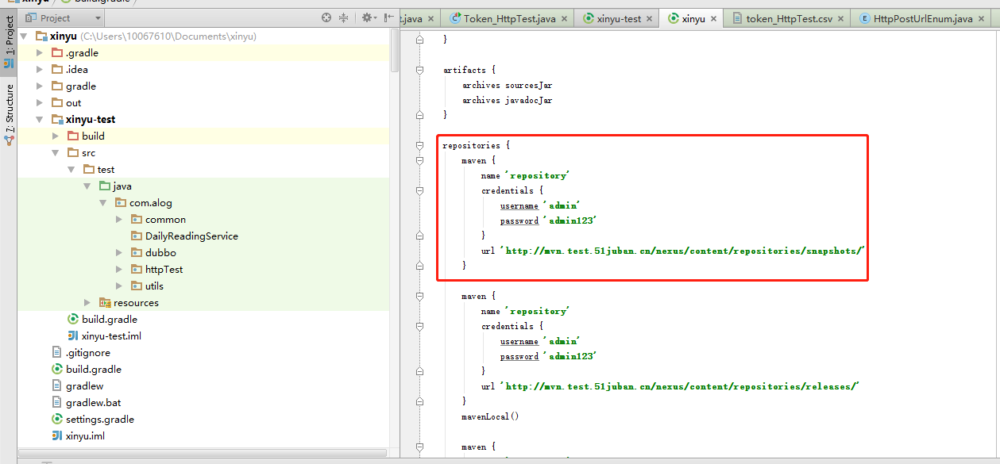 xinyu
build.gradle
Project
.java
Token_HttpTest.java
xinyu-test
xinyu
token_HttpTest.csv
HttpPostUrlEnum.java
1: Project
7: Structure
xinyu (C:\Users\10067610\Documents\xinyu)
.gradle
.idea
gradle
out
xinyu-test
build
src
test
java
com.alog
common
DailyReadingService
dubbo
httpTest
utils
resources
build.gradle
xinyu-test.iml
.gitignore
build.gradle
gradlew
gradlew.bat
settings.gradle
xinyu.iml
}
artifacts {
archives sourcesJar
archives javadocJar
}
repositories {
maven {
name 'repository'
credentials {
username 'admin'
password 'admin123'
}
url 'http://mvn.test.51juban.cn/nexus/content/repositories/snapshots/'
}
maven {
name 'repository'
credentials {
username 'admin'
password 'admin123'
}
url 'http://mvn.test.51juban.cn/nexus/content/repositories/releases/'
}
mavenLocal()
maven {